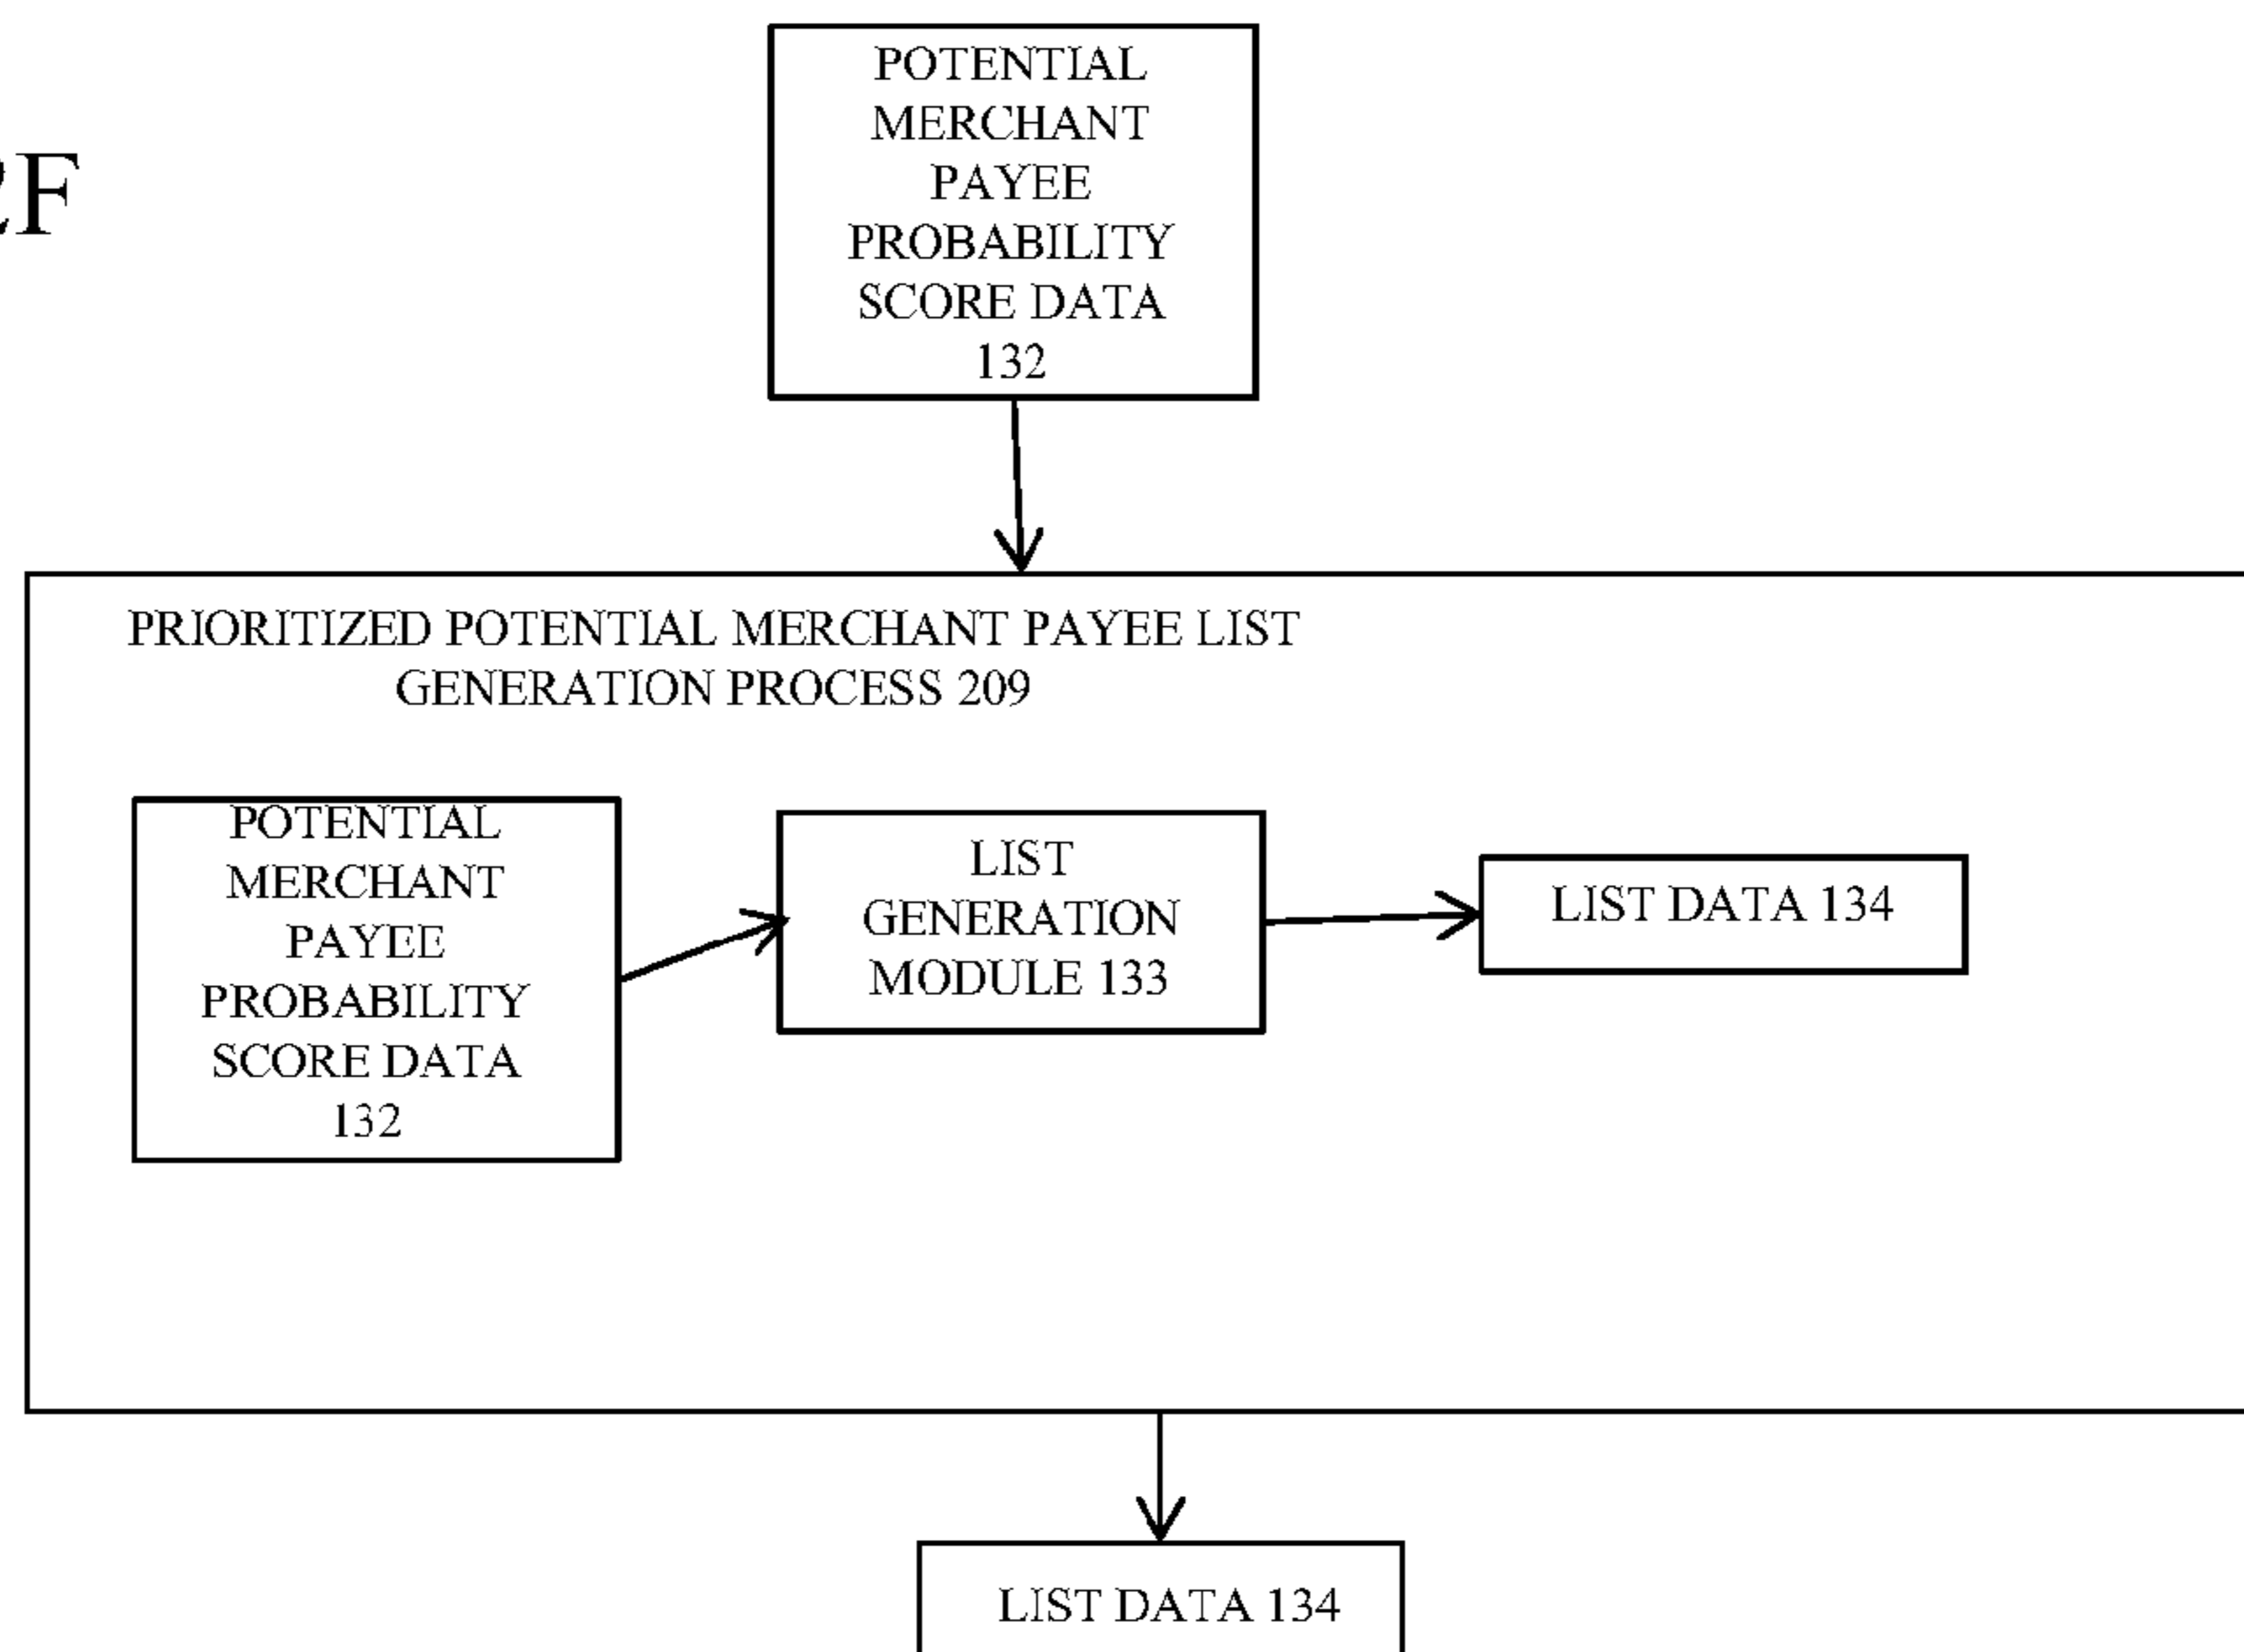 2F
POTENTIAL
MERCHANT
PAYEE
PROBABILITY
SCORE DATA
132
PRIORITIZED POTENTIAL MERCHANT PAYEE LIST
GENERATION PROCESS 209
POTENTIAL
MERCHANT
PAYEE
PROBABILITY
SCORE DATA
132
LIST
GENERATION
MODULE 133
LIST DATA 134
LIST DATA 134